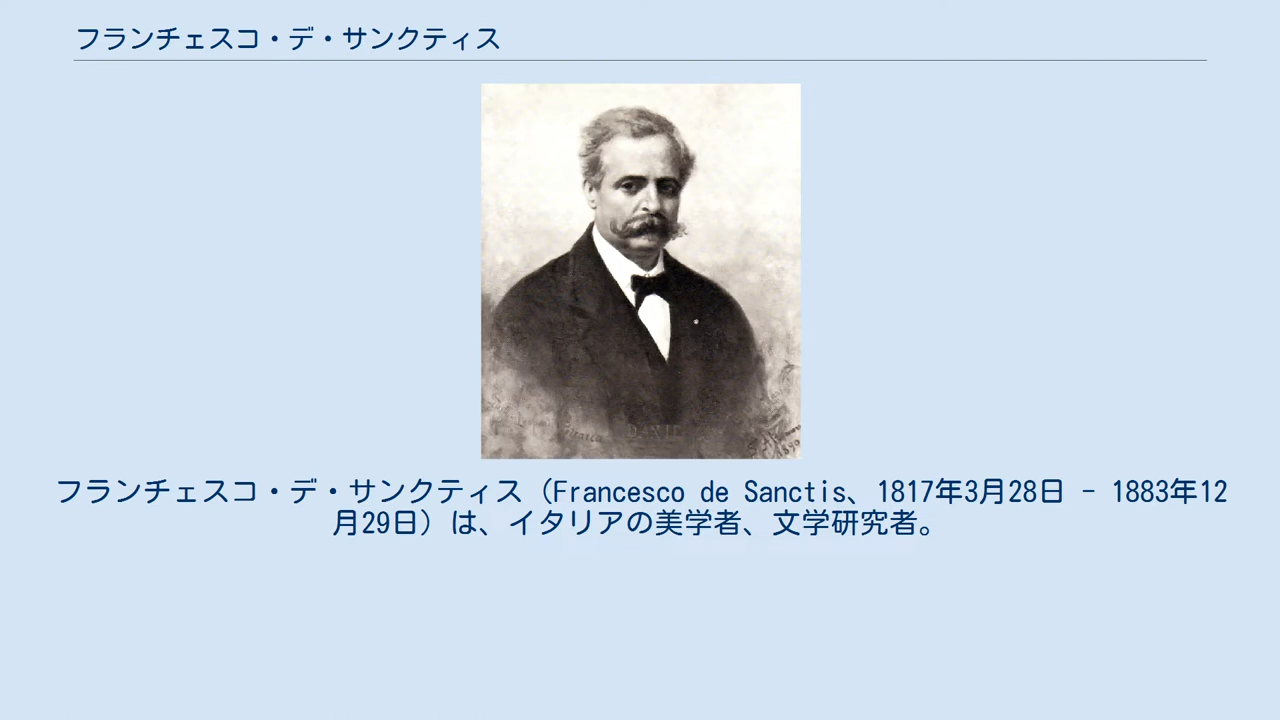 フランチェスコ・デ・サンクティス
フランチェスコ・デ・サンクティス（Francesco de Sanctis、1817年3月28日 - 1883年12
月29日）は、イタリアの美学者、文学研究者。